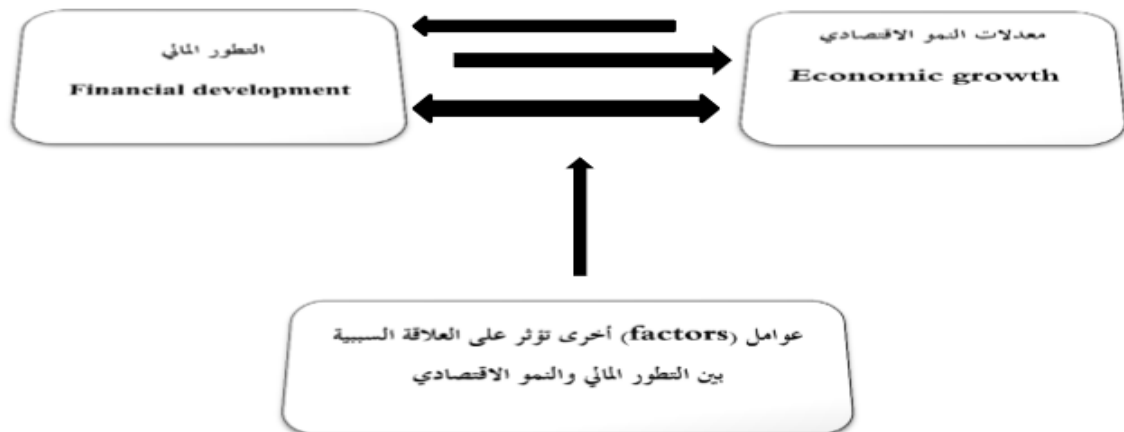 التطور المالي
Financial development
معدلات النمو الاقتصادي
Economic growth
عوامل (factors) أخرى تؤثر على العلاقة السببية
بين التطور المالي والنمو الاقتصادي